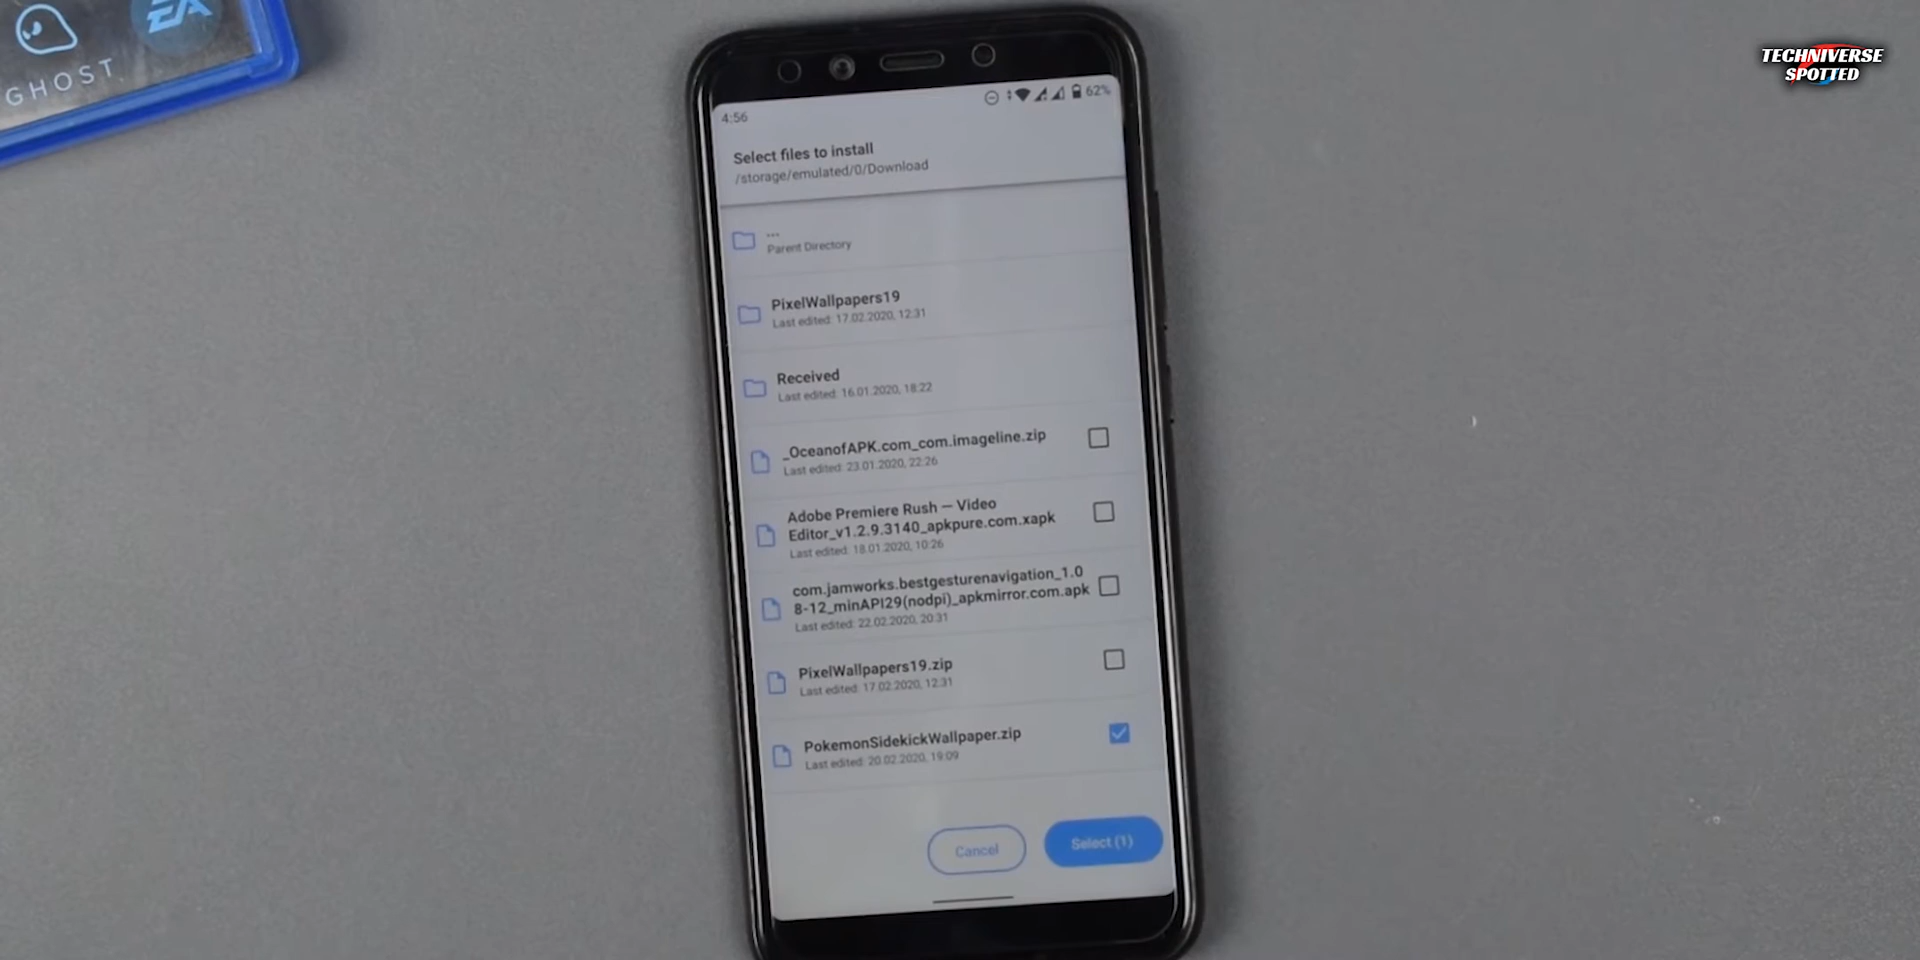 GHOST
EA
TECHNIVERSE
SPOTTED
4:56
62%
Select files to install
/storage/emulated/0/Download
...
Parent Directory
PixelWallpapers19
Last edited: 17.02.2020, 12:31
Received
Last edited: 16.01.2020, 18:22
_OceanofAPK.com_com.imageline.zip
Last edited: 23.01.2020, 22:26
Adobe Premiere Rush — Video
Editor_v1.2.9.3140_apkpure.com.xapk
Last edited: 18.01.2020, 10:26
com.jamworks.bestgesturenavigation_1.0
8-12_minAPI29(nodpi)_apkmirror.com.apk
Last edited: 22.02.2020, 20:31
PixelWallpapers19.zip
Last edited: 17.02.2020, 12:31
PokemonSidekickWallpaper.zip
Last edited: 20.02.2020, 19:09
Cancel
Select (1)